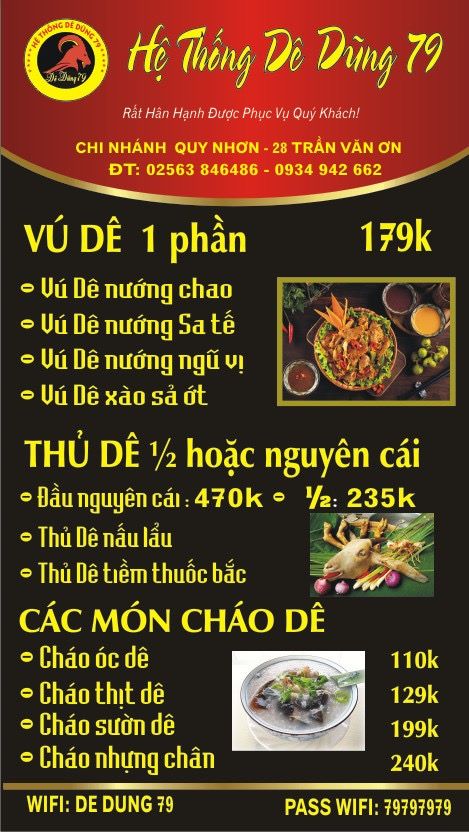 HỆ THỐNG DÊ DŨNG 79
Dê Dũng 79
Hệ Thống Dê Dũng 79
Rất Hân Hạnh Được Phục Vụ Quý Khách!
CHI NHÁNH QUY NHƠN - 28 TRẦN VĂN ƠN
ĐT: 02563 846486 - 0934 942 662
VÚ DÊ 1 phần 179k
- Vú Dê nướng chao
- Vú Dê nướng Sa tế
- Vú Dê nướng ngũ vị
- Vú Dê xào sả ớt
THỦ DÊ ½ hoặc nguyên cái
- Đầu nguyên cái : 470k - ½: 235k
- Thủ Dê nấu lẩu
- Thủ Dê tiềm thuốc bắc
CÁC MÓN CHÁO DÊ
- Cháo óc dê 110k
- Cháo thịt dê 129k
- Cháo sườn dê 199k
- Cháo nhựng chân 240k
WIFI: DE DUNG 79 PASS WIFI: 79797979